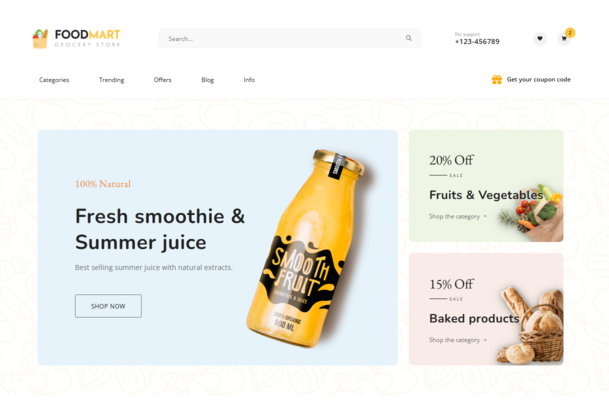 FOODMART
GROCERY STORE
Search...
For support
+123-456789
2
Categories
Trending
Offers
Blog
Info
Get your coupon code
100% Natural
Fresh smoothie &
Summer juice
Best selling summer juice with natural extracts.
SHOP NOW
SMOOTH
FRUIT
100% ORGANIC
500 ML
20% Off
SALE
Fruits & Vegetables
Shop the category
15% Off
SALE
Baked products
Shop the category